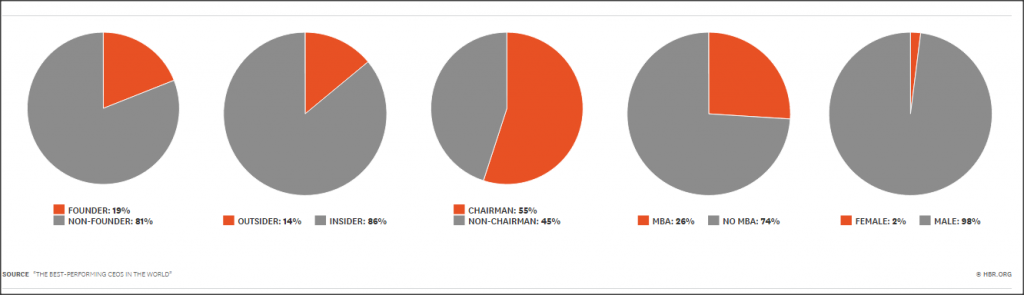 FOUNDER: 19%
NON-FOUNDER: 81%
OUTSIDER: 14% INSIDER: 86%
CHAIRMAN: 55%
NON-CHAIRMAN: 45%
MBA: 26% NO MBA: 74%
FEMALE: 2% MALE: 98%
SOURCE "THE BEST-PERFORMING CEOS IN THE WORLD"
© HBR.ORG